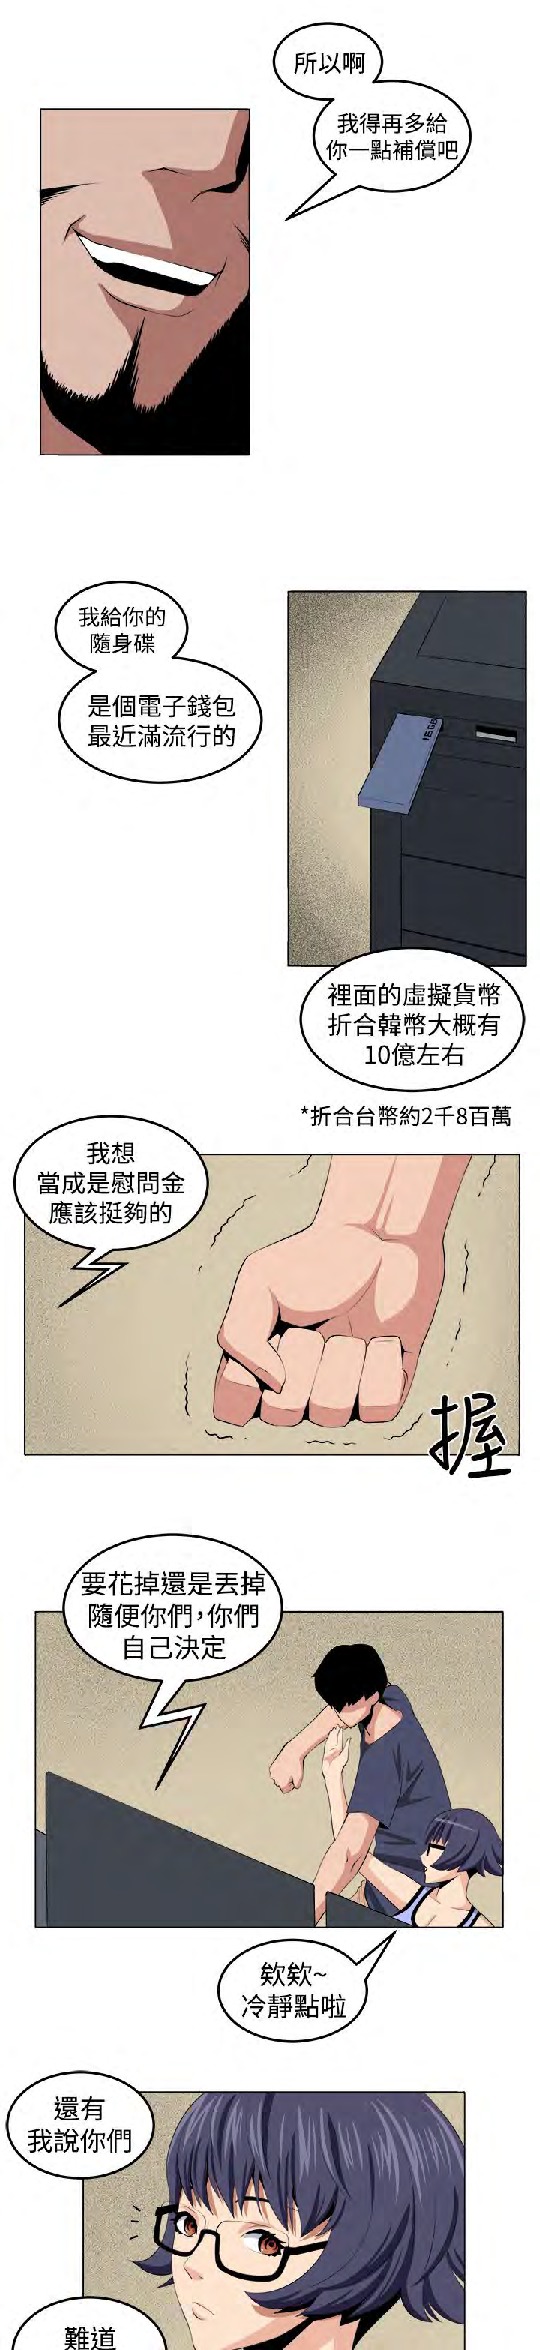 所以啊
我得再多給
你一點補償吧
我給你的
隨身碟
是個電子錢包
最近滿流行的
16GB
裡面的虛擬貨幣
折合韓幣大概有
10億左右
*折合台幣約2千8百萬
我想
當成是慰問金
應該挺夠的
握
要花掉還是丟掉
隨便你們，你們
自己決定
欸欸~
冷靜點啦
還有
我說你們
難道